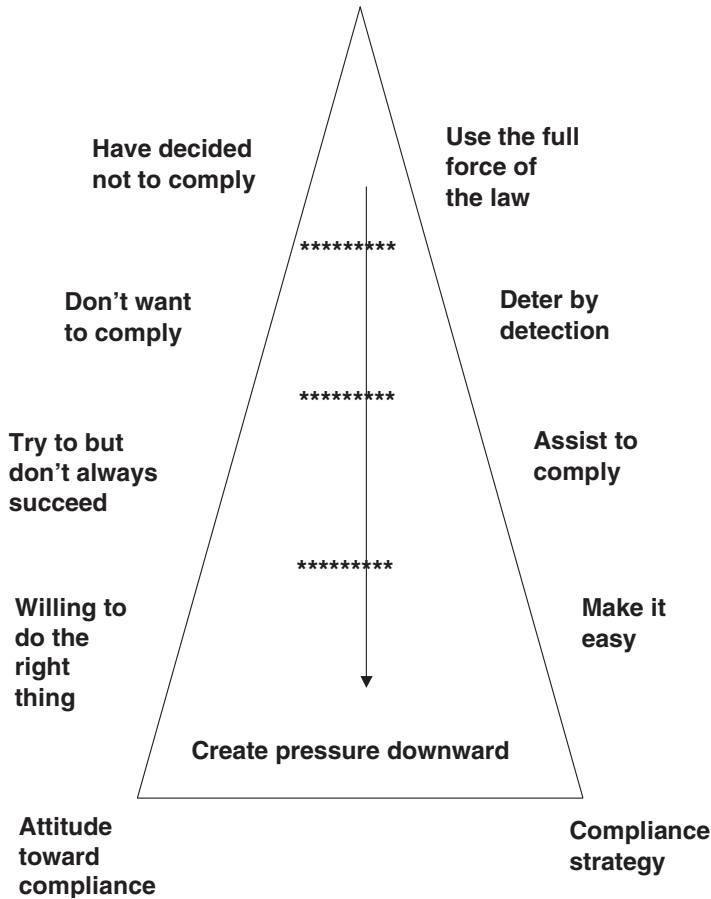 Have decided
not to comply
Use the full
force of
the law
*********
Don't want
to comply
Deter by
detection
*********
Try to but
don't always
succeed
Assist to
comply
*********
Willing to
do the
right
thing
Make it
easy
Create pressure downward
Attitude
toward
compliance
Compliance
strategy